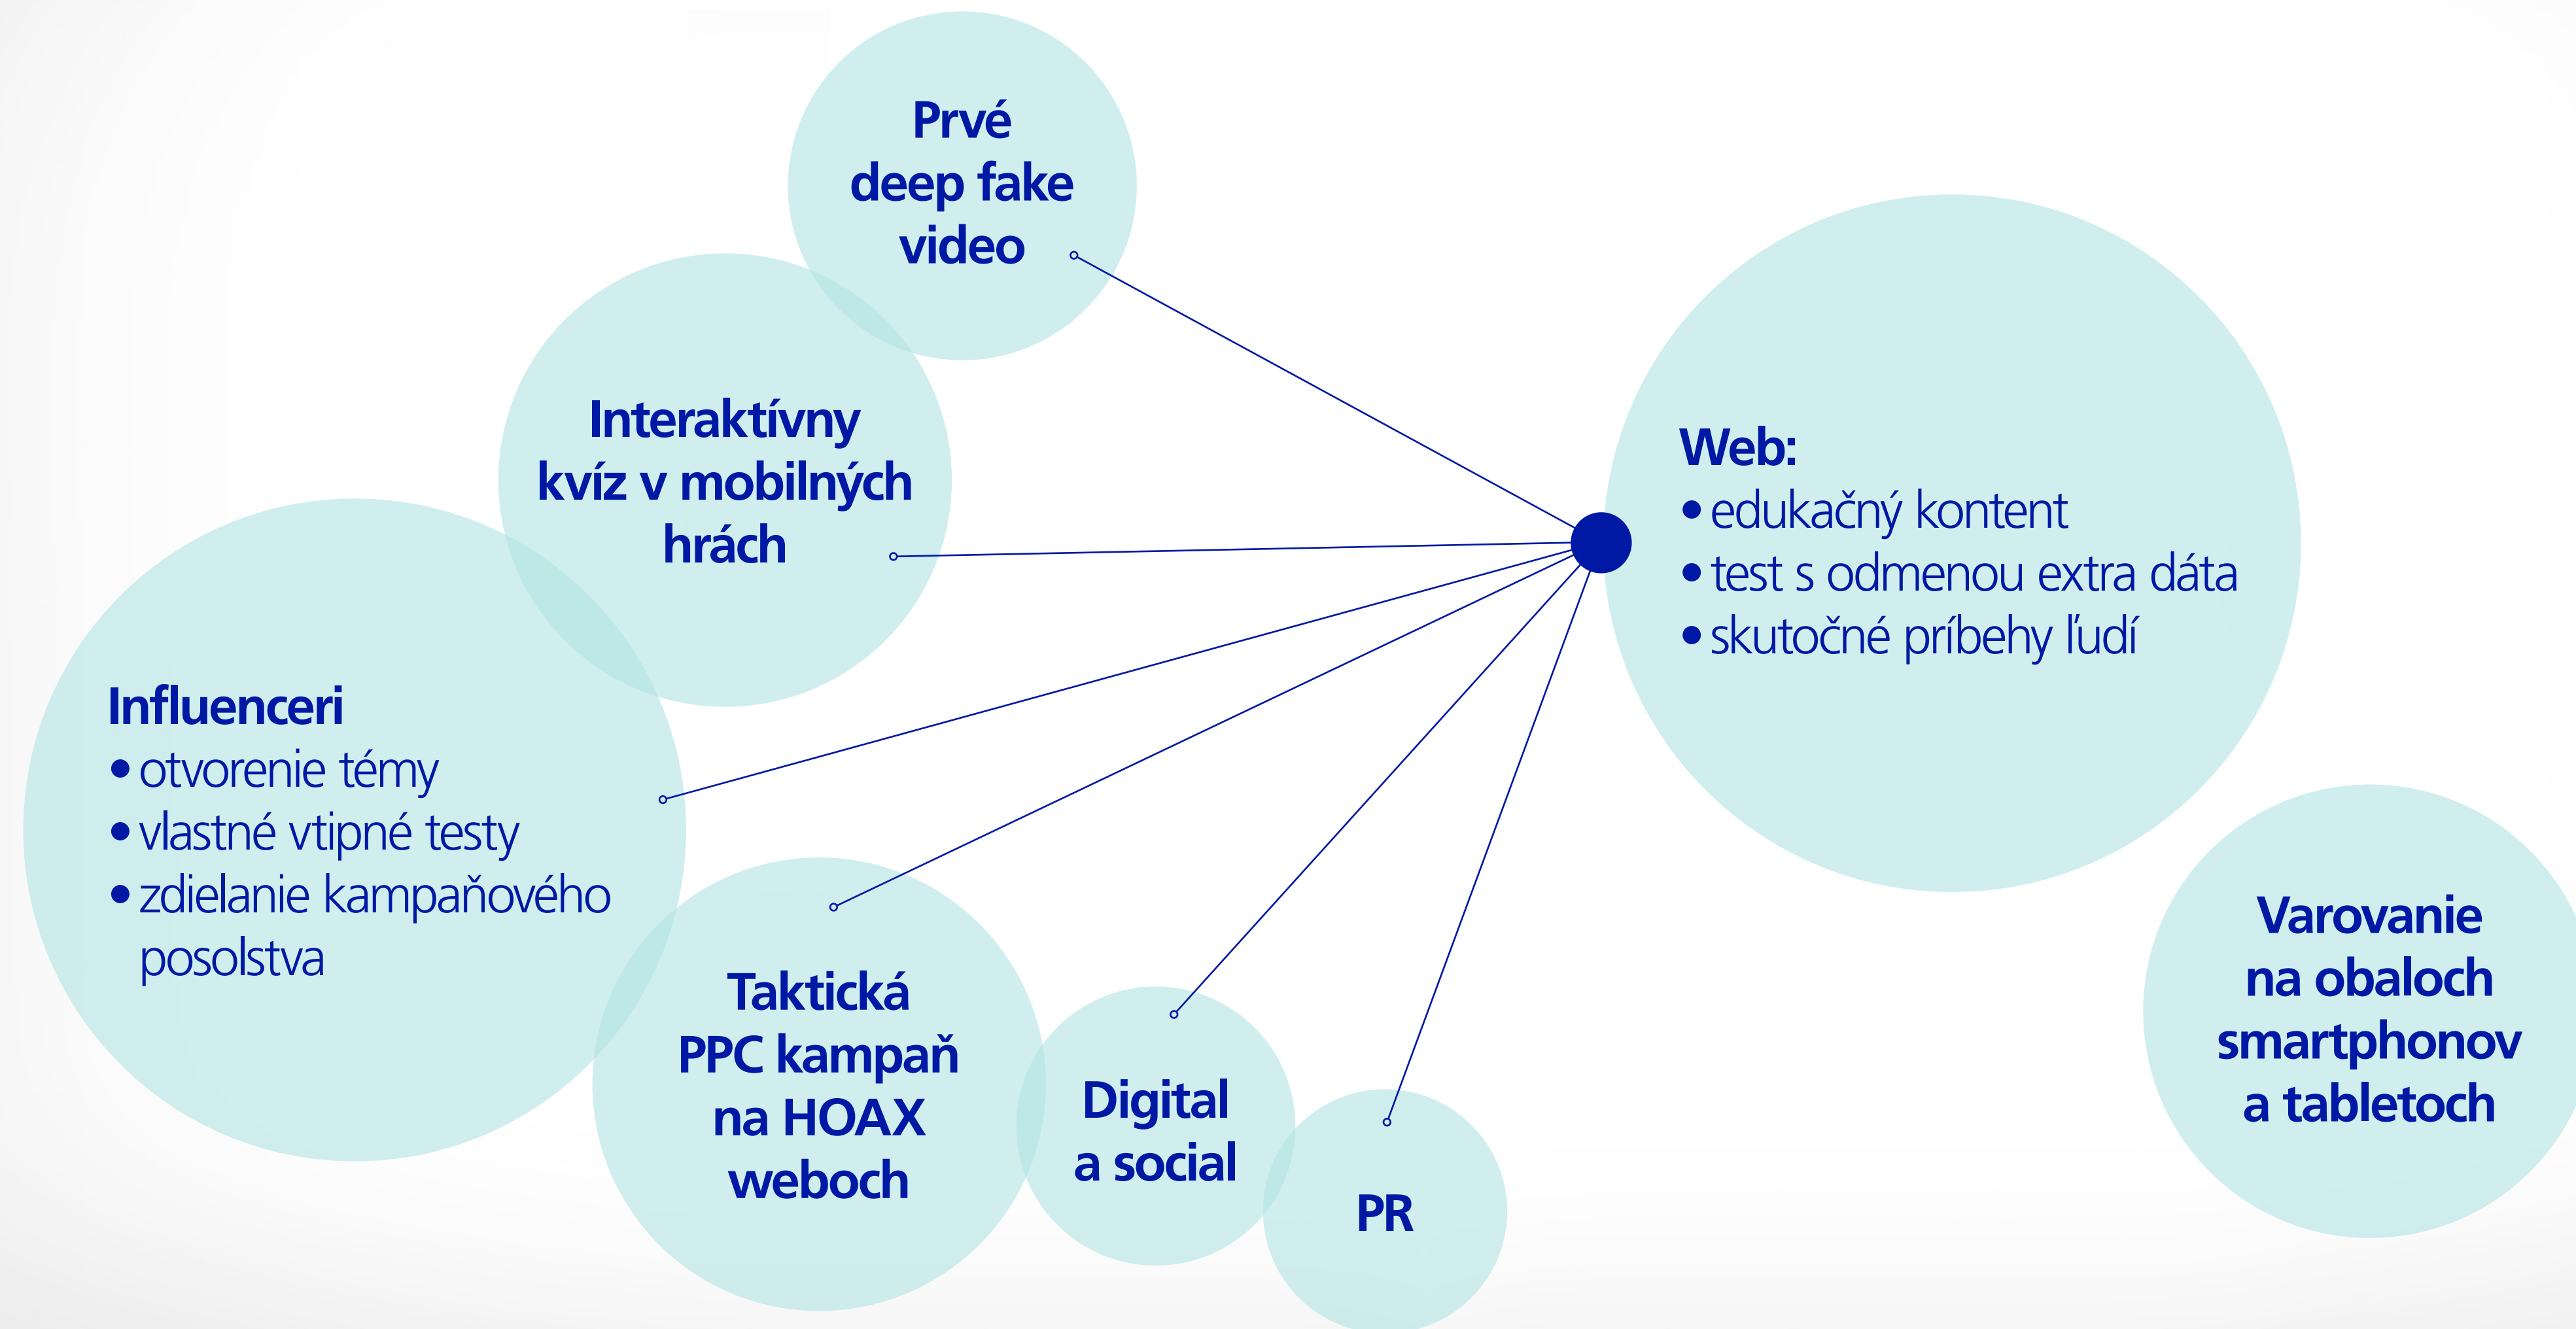 Prvé
deep fake
video
Interaktívny
kvíz v mobilných
hrách
Influenceri
• otvorenie témy
• vlastné vtipné testy
• zdielanie kampaňového
posolstva
Taktická
PPC kampaň
na HOAX
weboch
Digital
a social
PR
Web:
• edukačný kontent
• test s odmenou extra dáta
• skutočné príbehy ľudí
Varovanie
na obaloch
smartphonov
a tabletoch